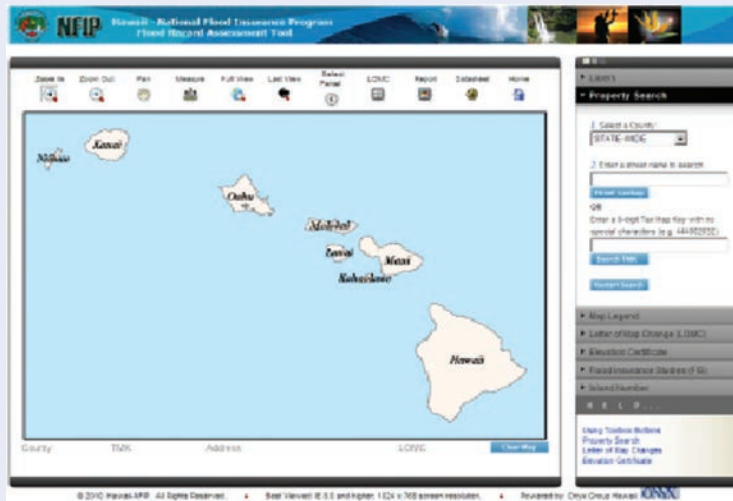 NFIP
Hawaii - National Flood Insurance Program
Flood Hazard Assessment Tool
Zoom In
Zoom Out
Pan
Measure
Full View
Last View
Select
Panel
LOMC
Report
Datasheet
Home
Layers
Property Search
1. Select a County:
STATE-WIDE
2. Enter a street name to search
Street Lookup
OR
Enter a 9-digit Tax Map Key with no
Search TMK
Restart Search
Map Legend
Letter of Map Change (LOMC)
Elevation Certificate
Flood Insurance Studies (FIS)
Island Number
H E L P . . .
Using Toolbox Buttons
Property Search
Letter of Map Changes
Elevation Certificate
Kauai
Niihau
Oahu
Molokai
Lanai
Maui
Kahoolawe
Hawaii
County
TMK
Address
LOMC
Clear Map
© 2010 Hawaii-NFIP. All Rights Reserved.
Best Viewed: IE 6.0 and higher, 1024 x 768 screen resolution.
Powered by: Onyx Group Hawaii